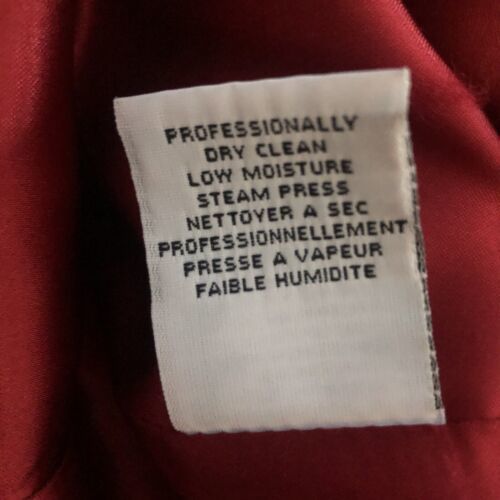 PROFESSIONALLY
DRY CLEAN
LOW MOISTURE
STEAM PRESS
NETTOYER A SEC
PROFESSIONNELLEMENT
PRESSE A VAPEUR
FAIBLE HUMIDITE